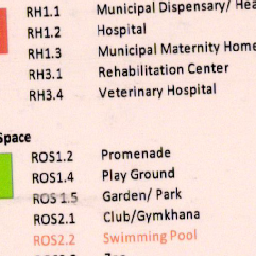 RH1.1 Municipal Dispensary/
RH1.2 Hospital
RH1.3 Municipal Maternity Home
RH3.1 Rehabilitation Center
RH3.4 Veterinary Hospital
Space
ROS1.2 Promenade
ROS1.4 Play Ground
ROS 1.5 Garden/ Park
ROS2.1 Club/Gymkhana
ROS2.2 Swimming Pool